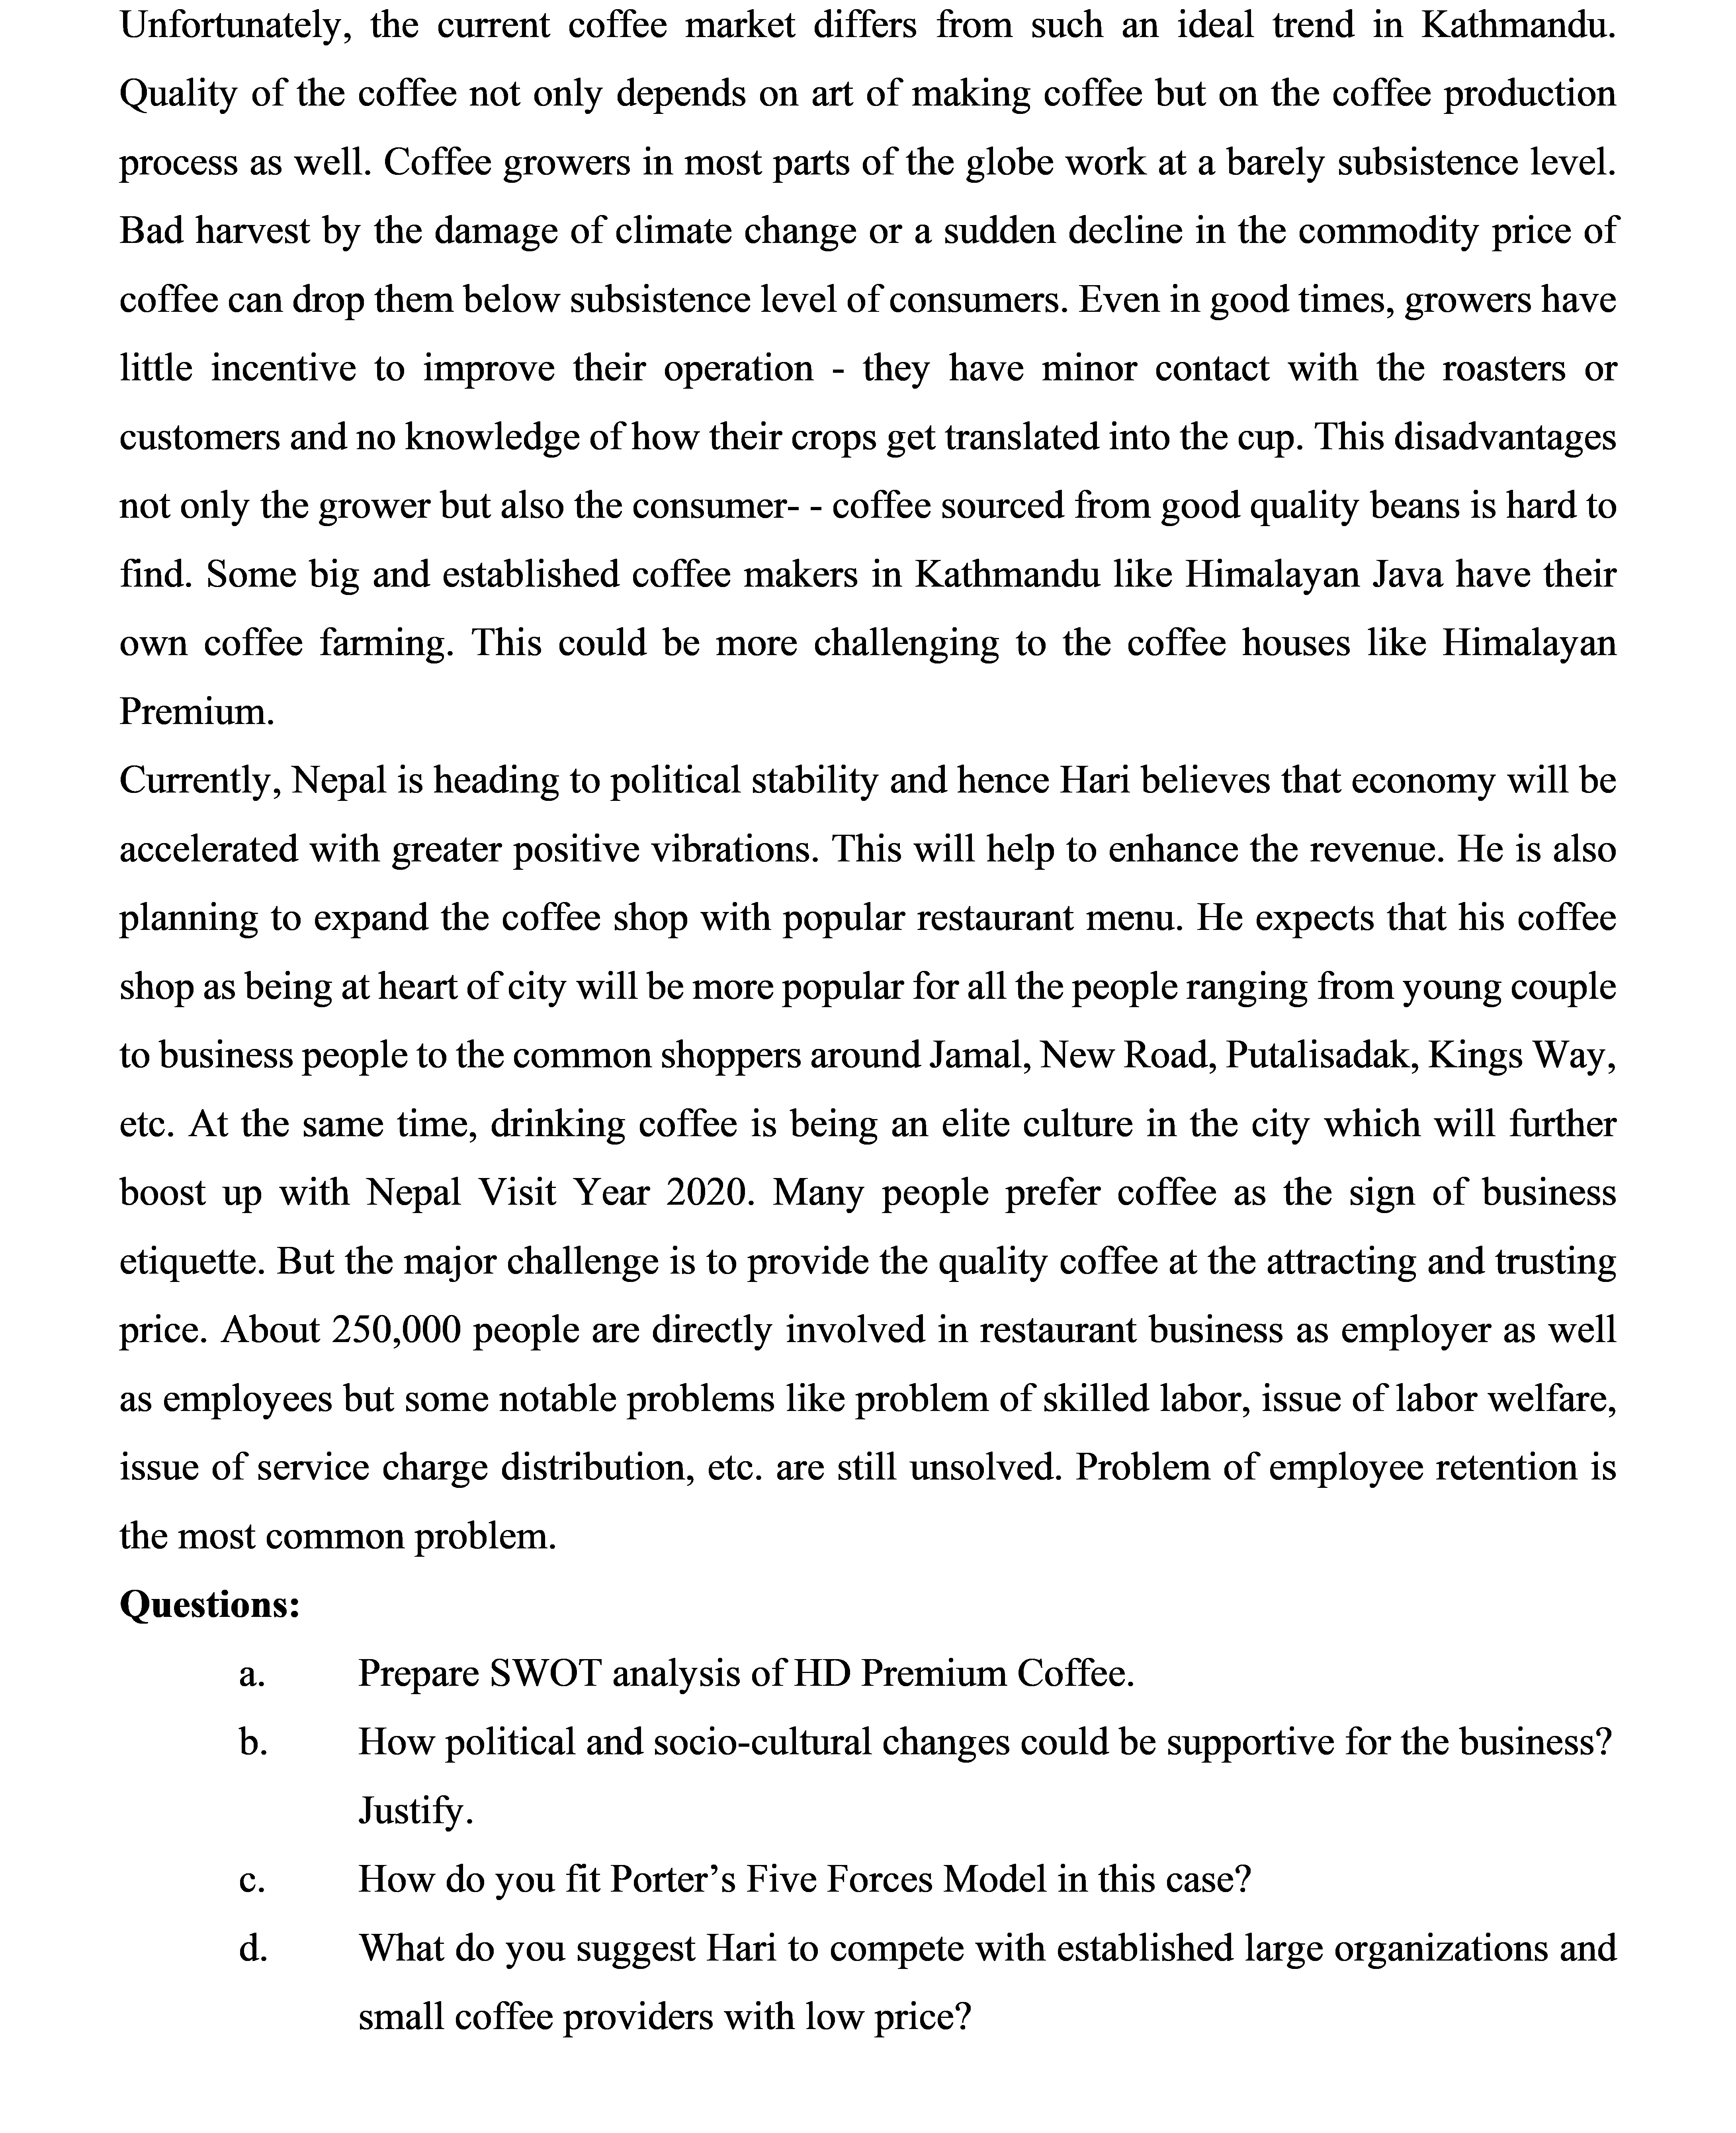 Unfortunately, the current coffee market differs from such an ideal trend in Kathmandu.
Quality of the coffee not only depends on art of making coffee but on the coffee production
process as well. Coffee growers in most parts of the globe work at a barely subsistence level.
Bad harvest by the damage of climate change or a sudden decline in the commodity price of
coffee can drop them below subsistence level of consumers. Even in good times, growers have
little incentive to improve their operation - they have minor contact with the roasters or
customers and no knowledge of how their crops get translated into the cup. This disadvantages
not only the grower but also the consumer- - coffee sourced from good quality beans is hard to
find. Some big and established coffee makers in Kathmandu like Himalayan Java have their
own coffee farming. This could be more challenging to the coffee houses like Himalayan
Premium.
Currently, Nepal is heading to political stability and hence Hari believes that economy will be
accelerated with greater positive vibrations. This will help to enhance the revenue. He is also
planning to expand the coffee shop with popular restaurant menu. He expects that his coffee
shop as being at heart of city will be more popular for all the people ranging from young couple
to business people to the common shoppers around Jamal, New Road, Putalisadak, Kings Way,
etc. At the same time, drinking coffee is being an elite culture in the city which will further
boost up with Nepal Visit Year 2020. Many people prefer coffee as the sign of business
etiquette. But the major challenge is to provide the quality coffee at the attracting and trusting
price. About 250,000 people are directly involved in restaurant business as employer as well
as employees but some notable problems like problem of skilled labor, issue of labor welfare,
issue of service charge distribution, etc. are still unsolved. Problem of employee retention is
the most common problem.
Questions:
a. Prepare SWOT analysis of HD Premium Coffee.
b. How political and socio-cultural changes could be supportive for the business?
Justify.
c. How do you fit Porter’s Five Forces Model in this case?
d. What do you suggest Hari to compete with established large organizations and
small coffee providers with low price?